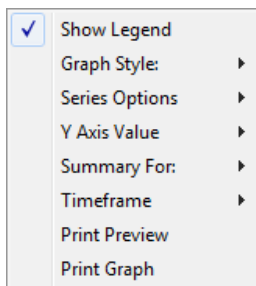 Show Legend
Graph Style:
Series Options
Y Axis Value
Summary For:
Timeframe
Print Preview
Print Graph